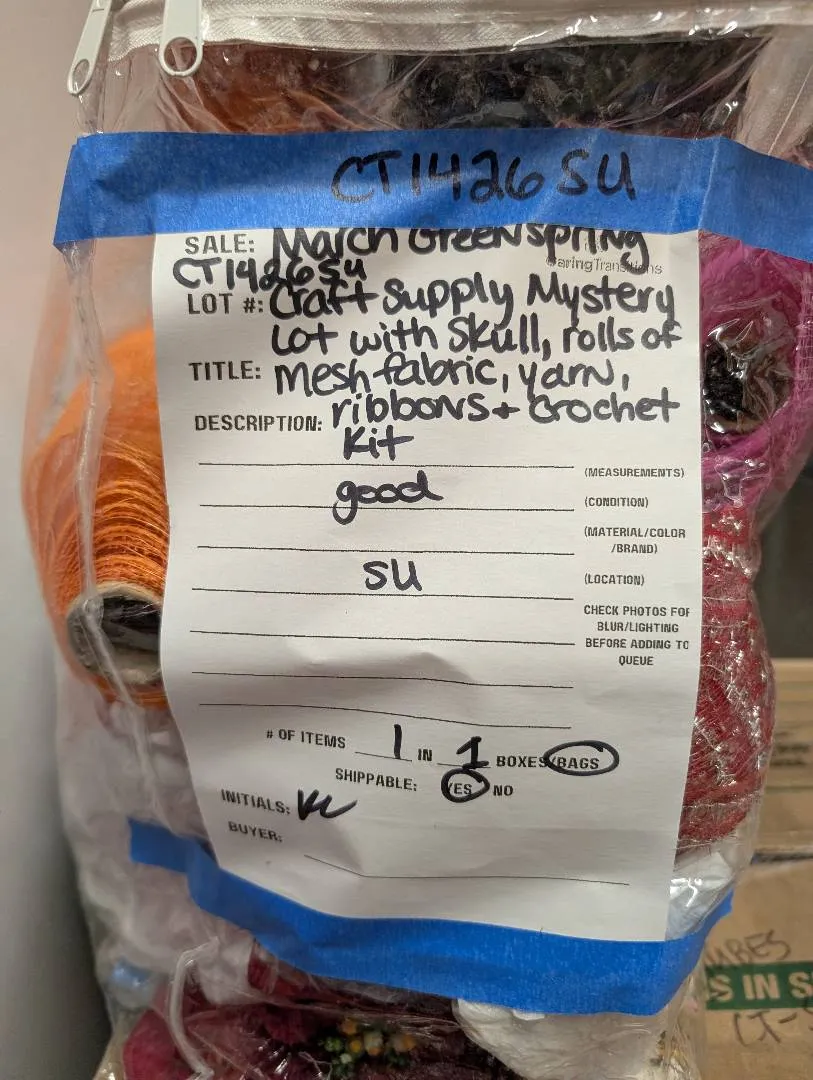 CT1426SU
SALE: March Greenspring
CaringTransitions
CT1426SU
LOT #: Craft Supply Mystery
Lot with Skull, rolls of
TITLE: mesh fabric, yarn,
DESCRIPTION: ribbons + Crochet
Kit
(MEASUREMENTS)
good (CONDITION)
(MATERIAL/COLOR
/BRAND)
SU (LOCATION)
CHECK PHOTOS FOR
BLUR/LIGHTING
BEFORE ADDING TO
QUEUE
# OF ITEMS 1 IN 1 BOXES/BAGS
SHIPPABLE: YES NO
INITIALS:
BUYER:
S IN S